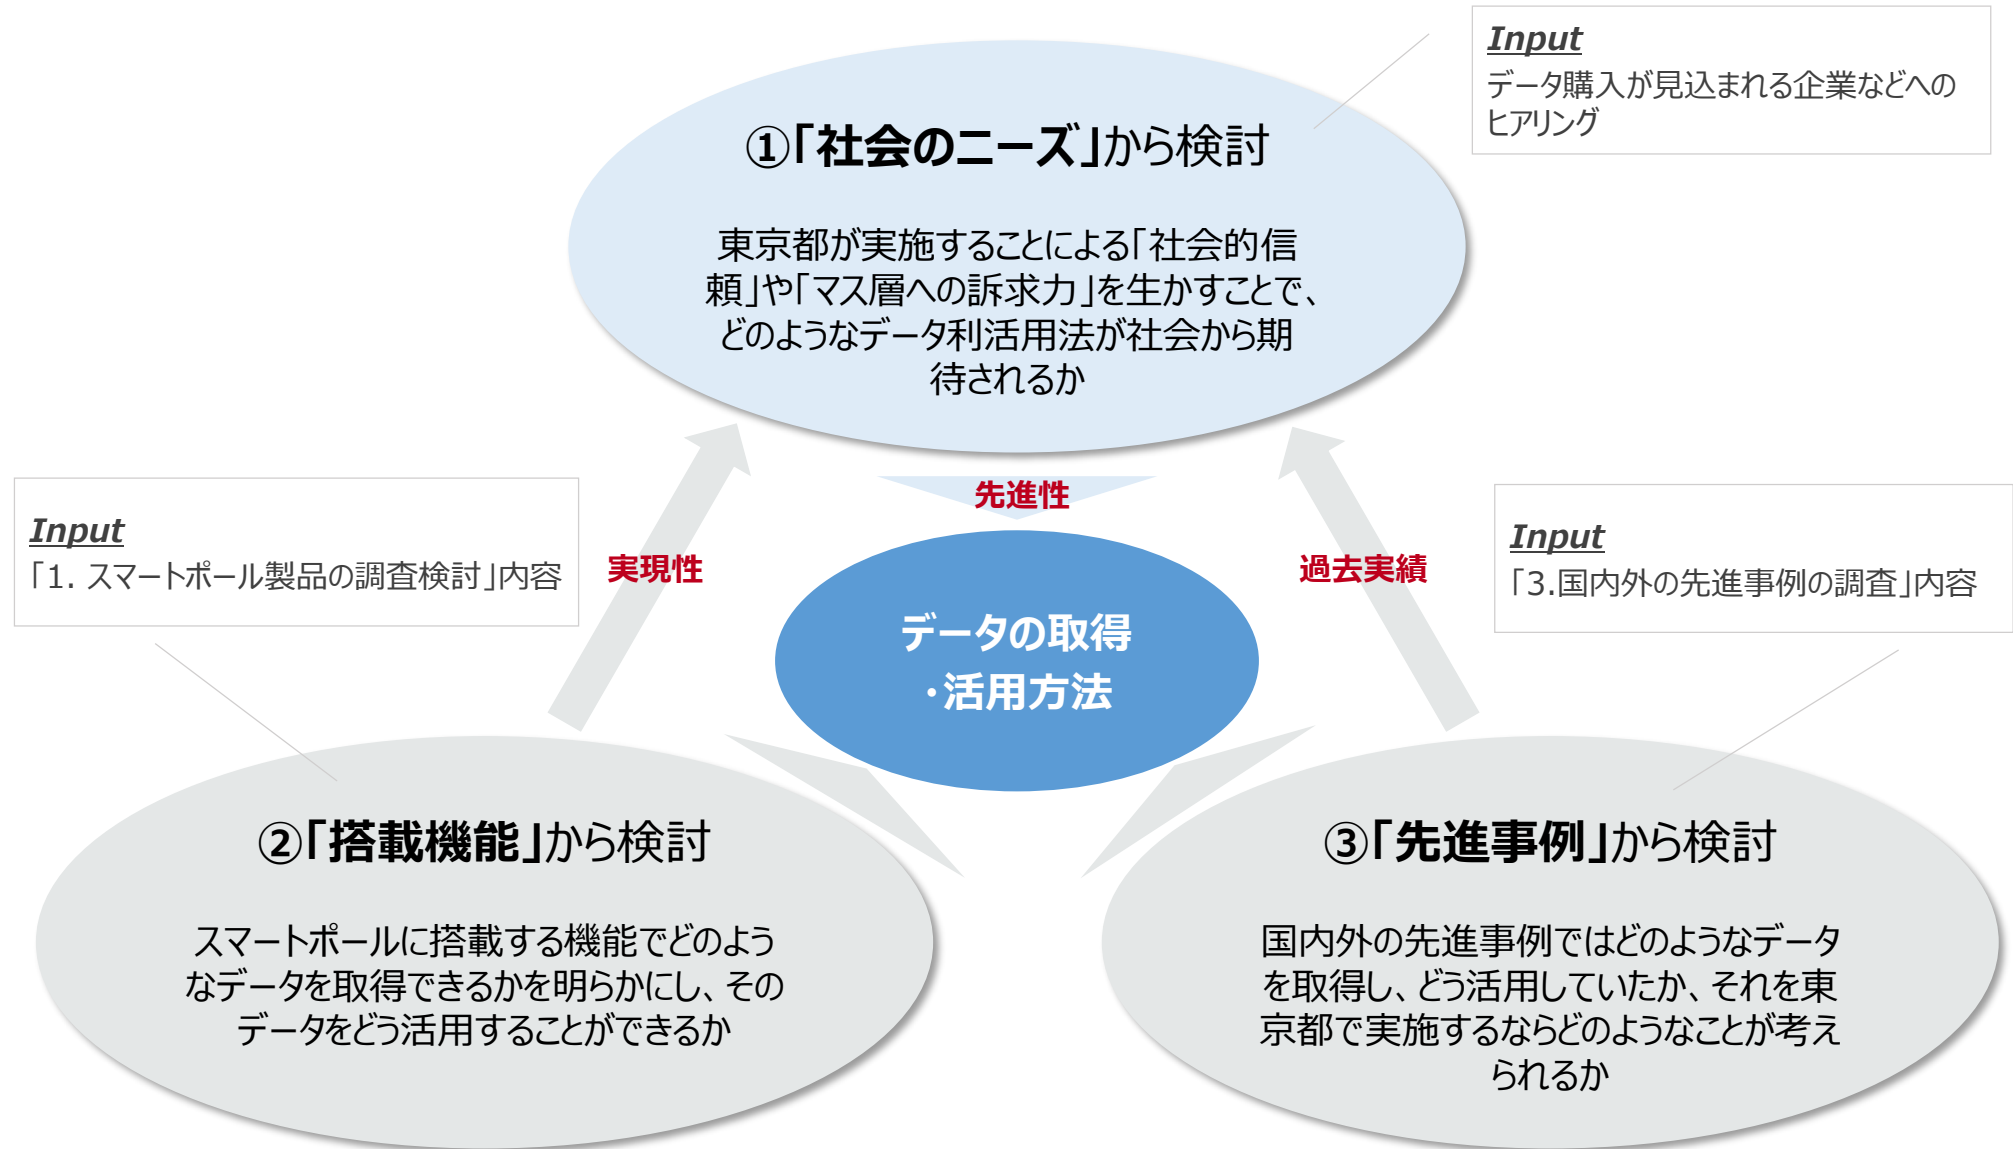 Input
データ購入が見込まれる企業などへの
ヒアリング
①「社会のニーズ」から検討
東京都が実施することによる「社会的信
頼」や「マス層への訴求力」を生かすことで、
どのようなデータ利活用法が社会から期
待されるか
先進性
Input
「1. スマートポール製品の調査検討」内容
実現性
過去実績
Input
「3.国内外の先進事例の調査」内容
データの取得
・活用方法
②「搭載機能」から検討
スマートポールに搭載する機能でどのよう
なデータを取得できるかを明らかにし、その
データをどう活用することができるか
③「先進事例」から検討
国内外の先進事例ではどのようなデータ
を取得し、どう活用していたか、それを東
京都で実施するならどのようなことが考え
られるか